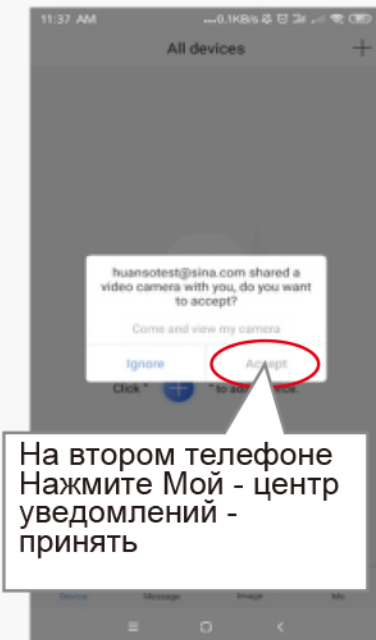 11:37 AM ...0.1KB/s
All devices
huansotest@sina.com shared a
video camera with you, do you want
to accept?
Come and view my camera
Ignore Accept
Click " " to add device.
На втором телефоне
Нажмите Мой - центр
уведомлений -
принять
Device Message Image Me